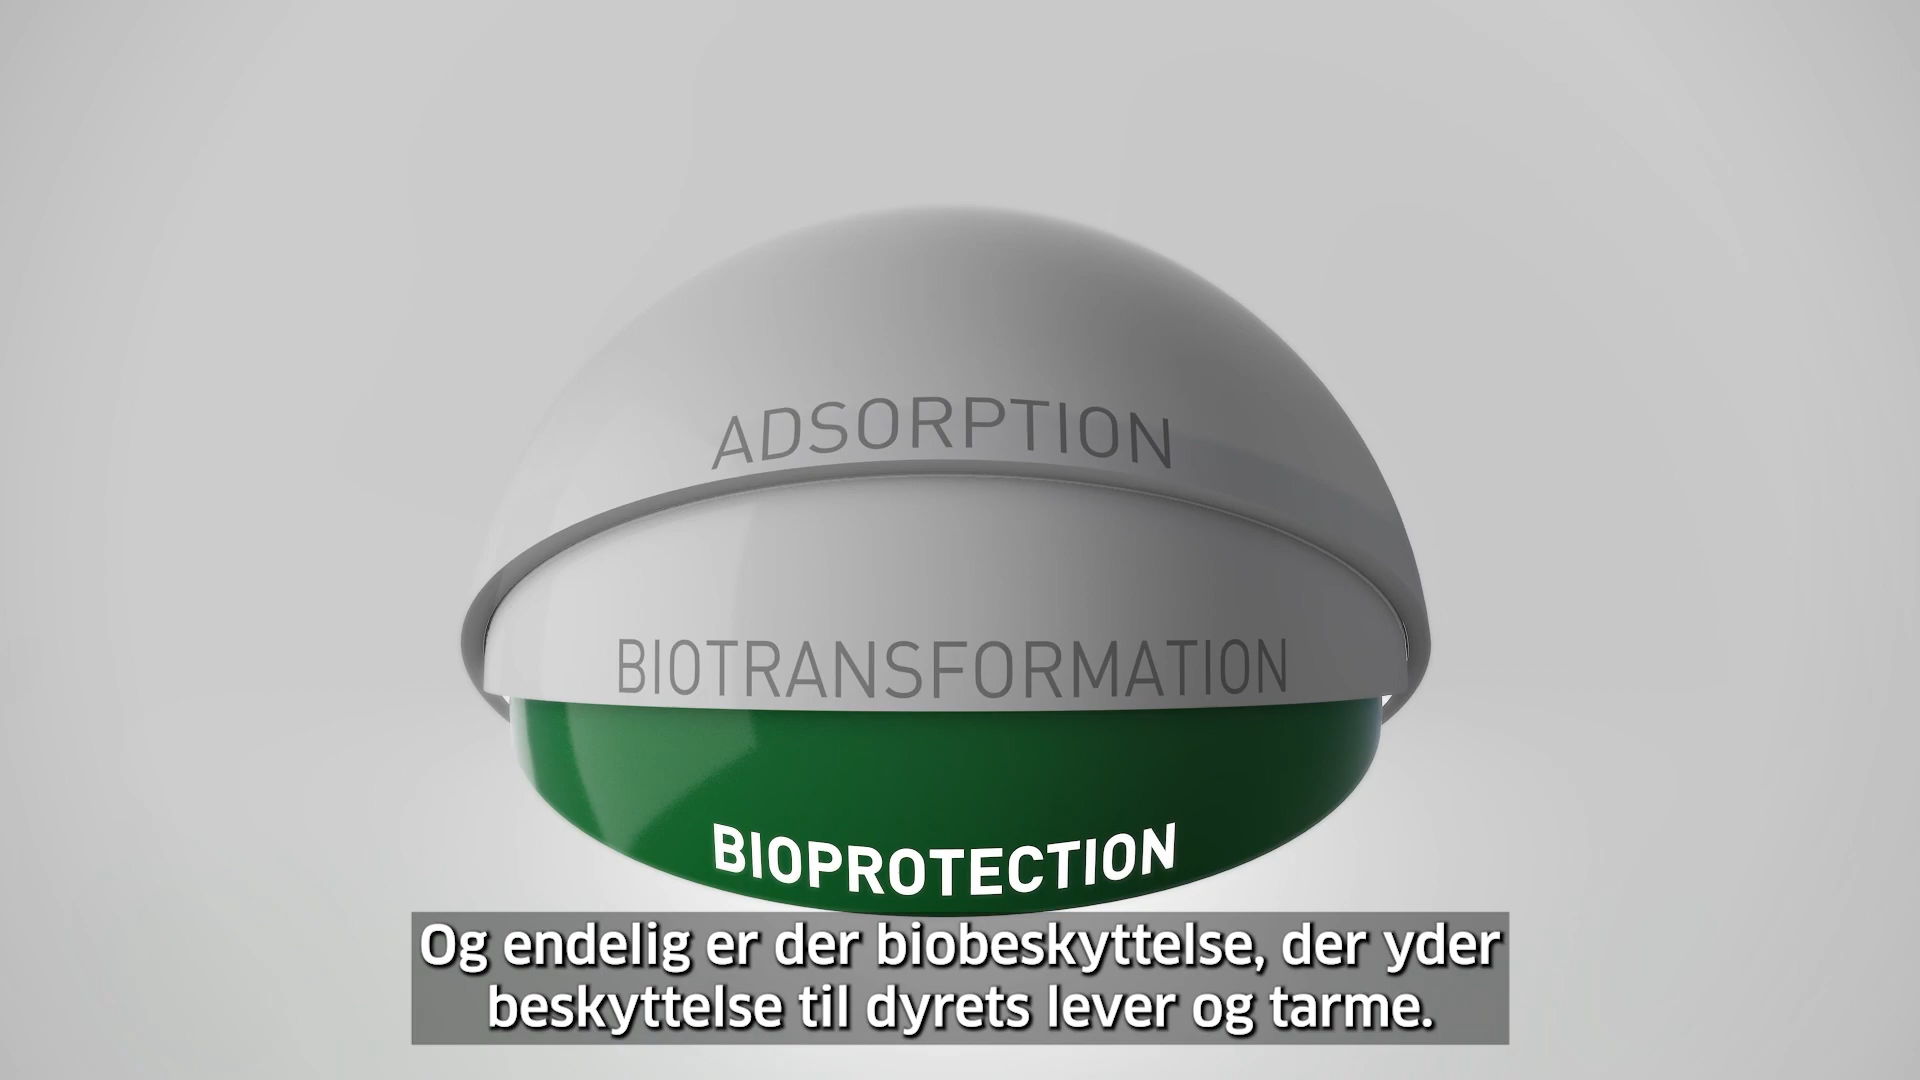 ADSORPTION
BIOTRANSFORMATION
BIOPROTECTION
Og endelig er der biobeskyttelse, der yder
beskyttelse til dyrets lever og tarme.